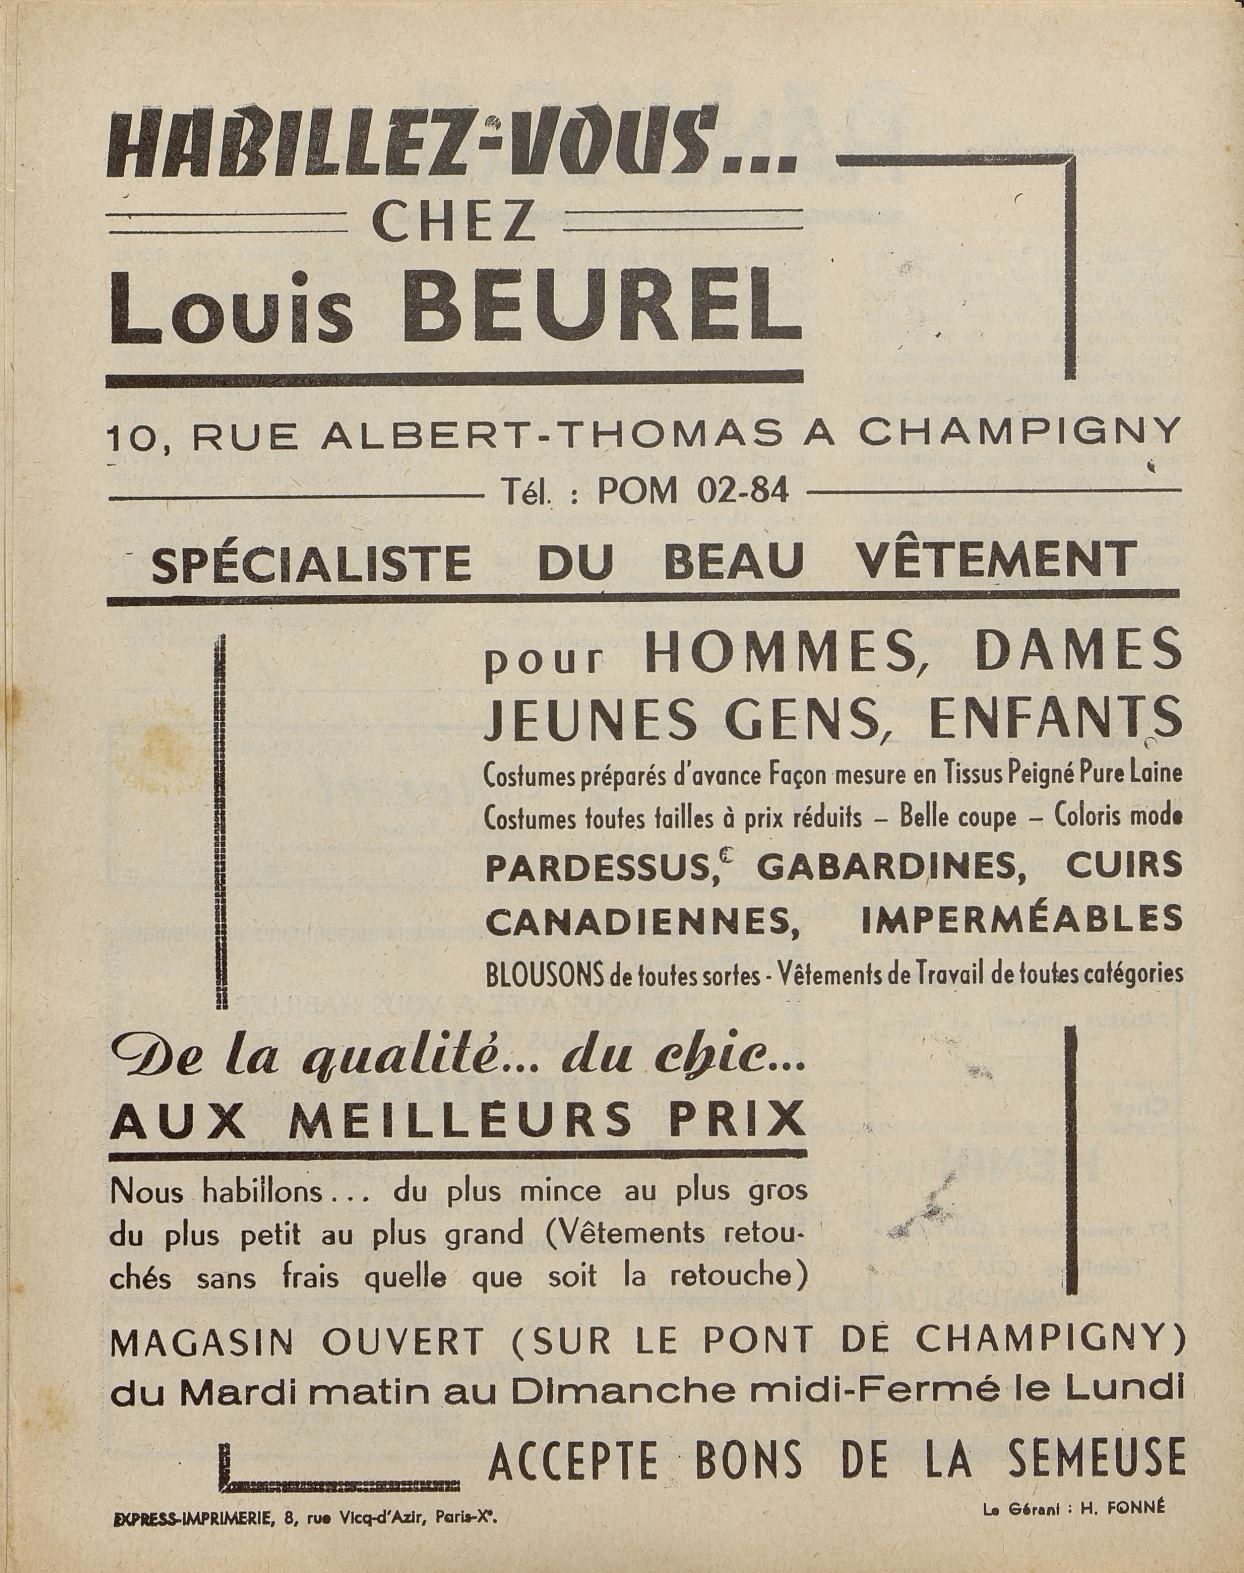 HABILLEZ-VOUS...
CHEZ
Louis BEUREL
10, RUE ALBERT-THOMAS A CHAMPIGNY
Tél. : POM 02-84
SPÉCIALISTE DU BEAU VÊTEMENT
pour HOMMES, DAMES
JEUNES GENS, ENFANTS
Costumes préparés d'avance Façon mesure en Tissus Peigné Pure Laine
Costumes toutes tailles à prix réduits – Belle coupe – Coloris mode
PARDESSUS, GABARDINES, CUIRS
CANADIENNES, IMPERMÉABLES
BLOUSONS de toutes sortes - Vêtements de Travail de toutes catégories
De la qualité... du chic...
AUX MEILLEURS PRIX
Nous habillons... du plus mince au plus gros
du plus petit au plus grand (Vêtements retou-
chés sans frais quelle que soit la retouche)
MAGASIN OUVERT (SUR LE PONT DE CHAMPIGNY)
du Mardi matin au Dimanche midi-Fermé le Lundi
ACCEPTE BONS DE LA SEMEUSE
EXPRESS-IMPRIMERIE, 8, rue Vicq-d'Azir, Paris-Xe.
Le Gérant : H. FONNÉ